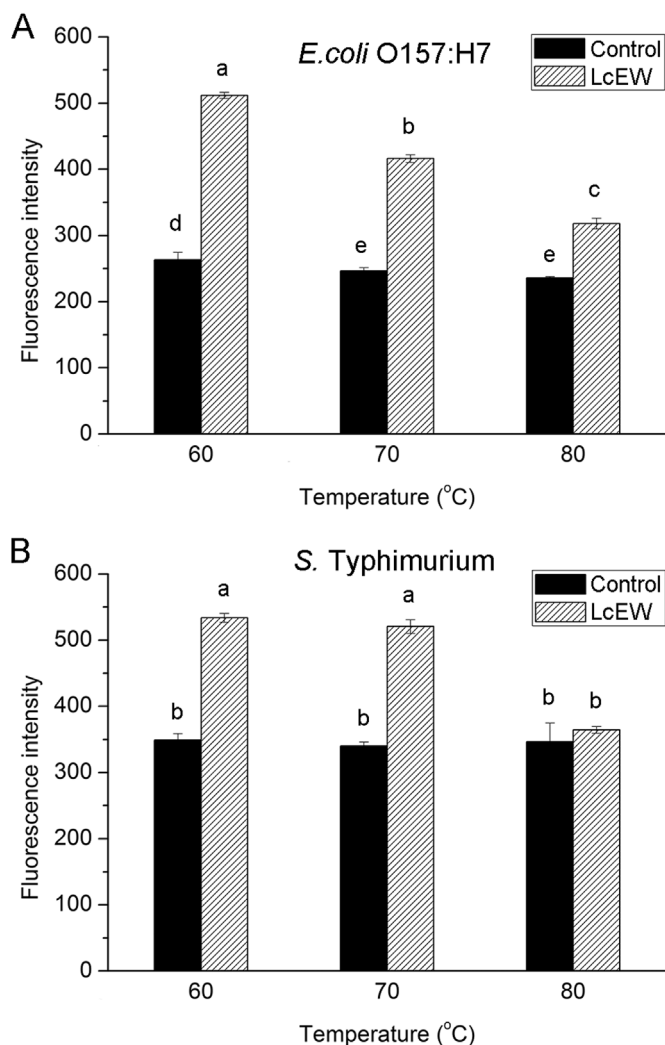 A
E.coli O157:H7
Control
LcEW
600
500
400
300
200
100
0
Fluorescence intensity
a
b
c
d
e
e
60 70 80
Temperature (°C)
B
S. Typhimurium
Control
LcEW
600
500
400
300
200
100
0
Fluorescence intensity
a
a
b
b
b b
60 70 80
Temperature (°C)